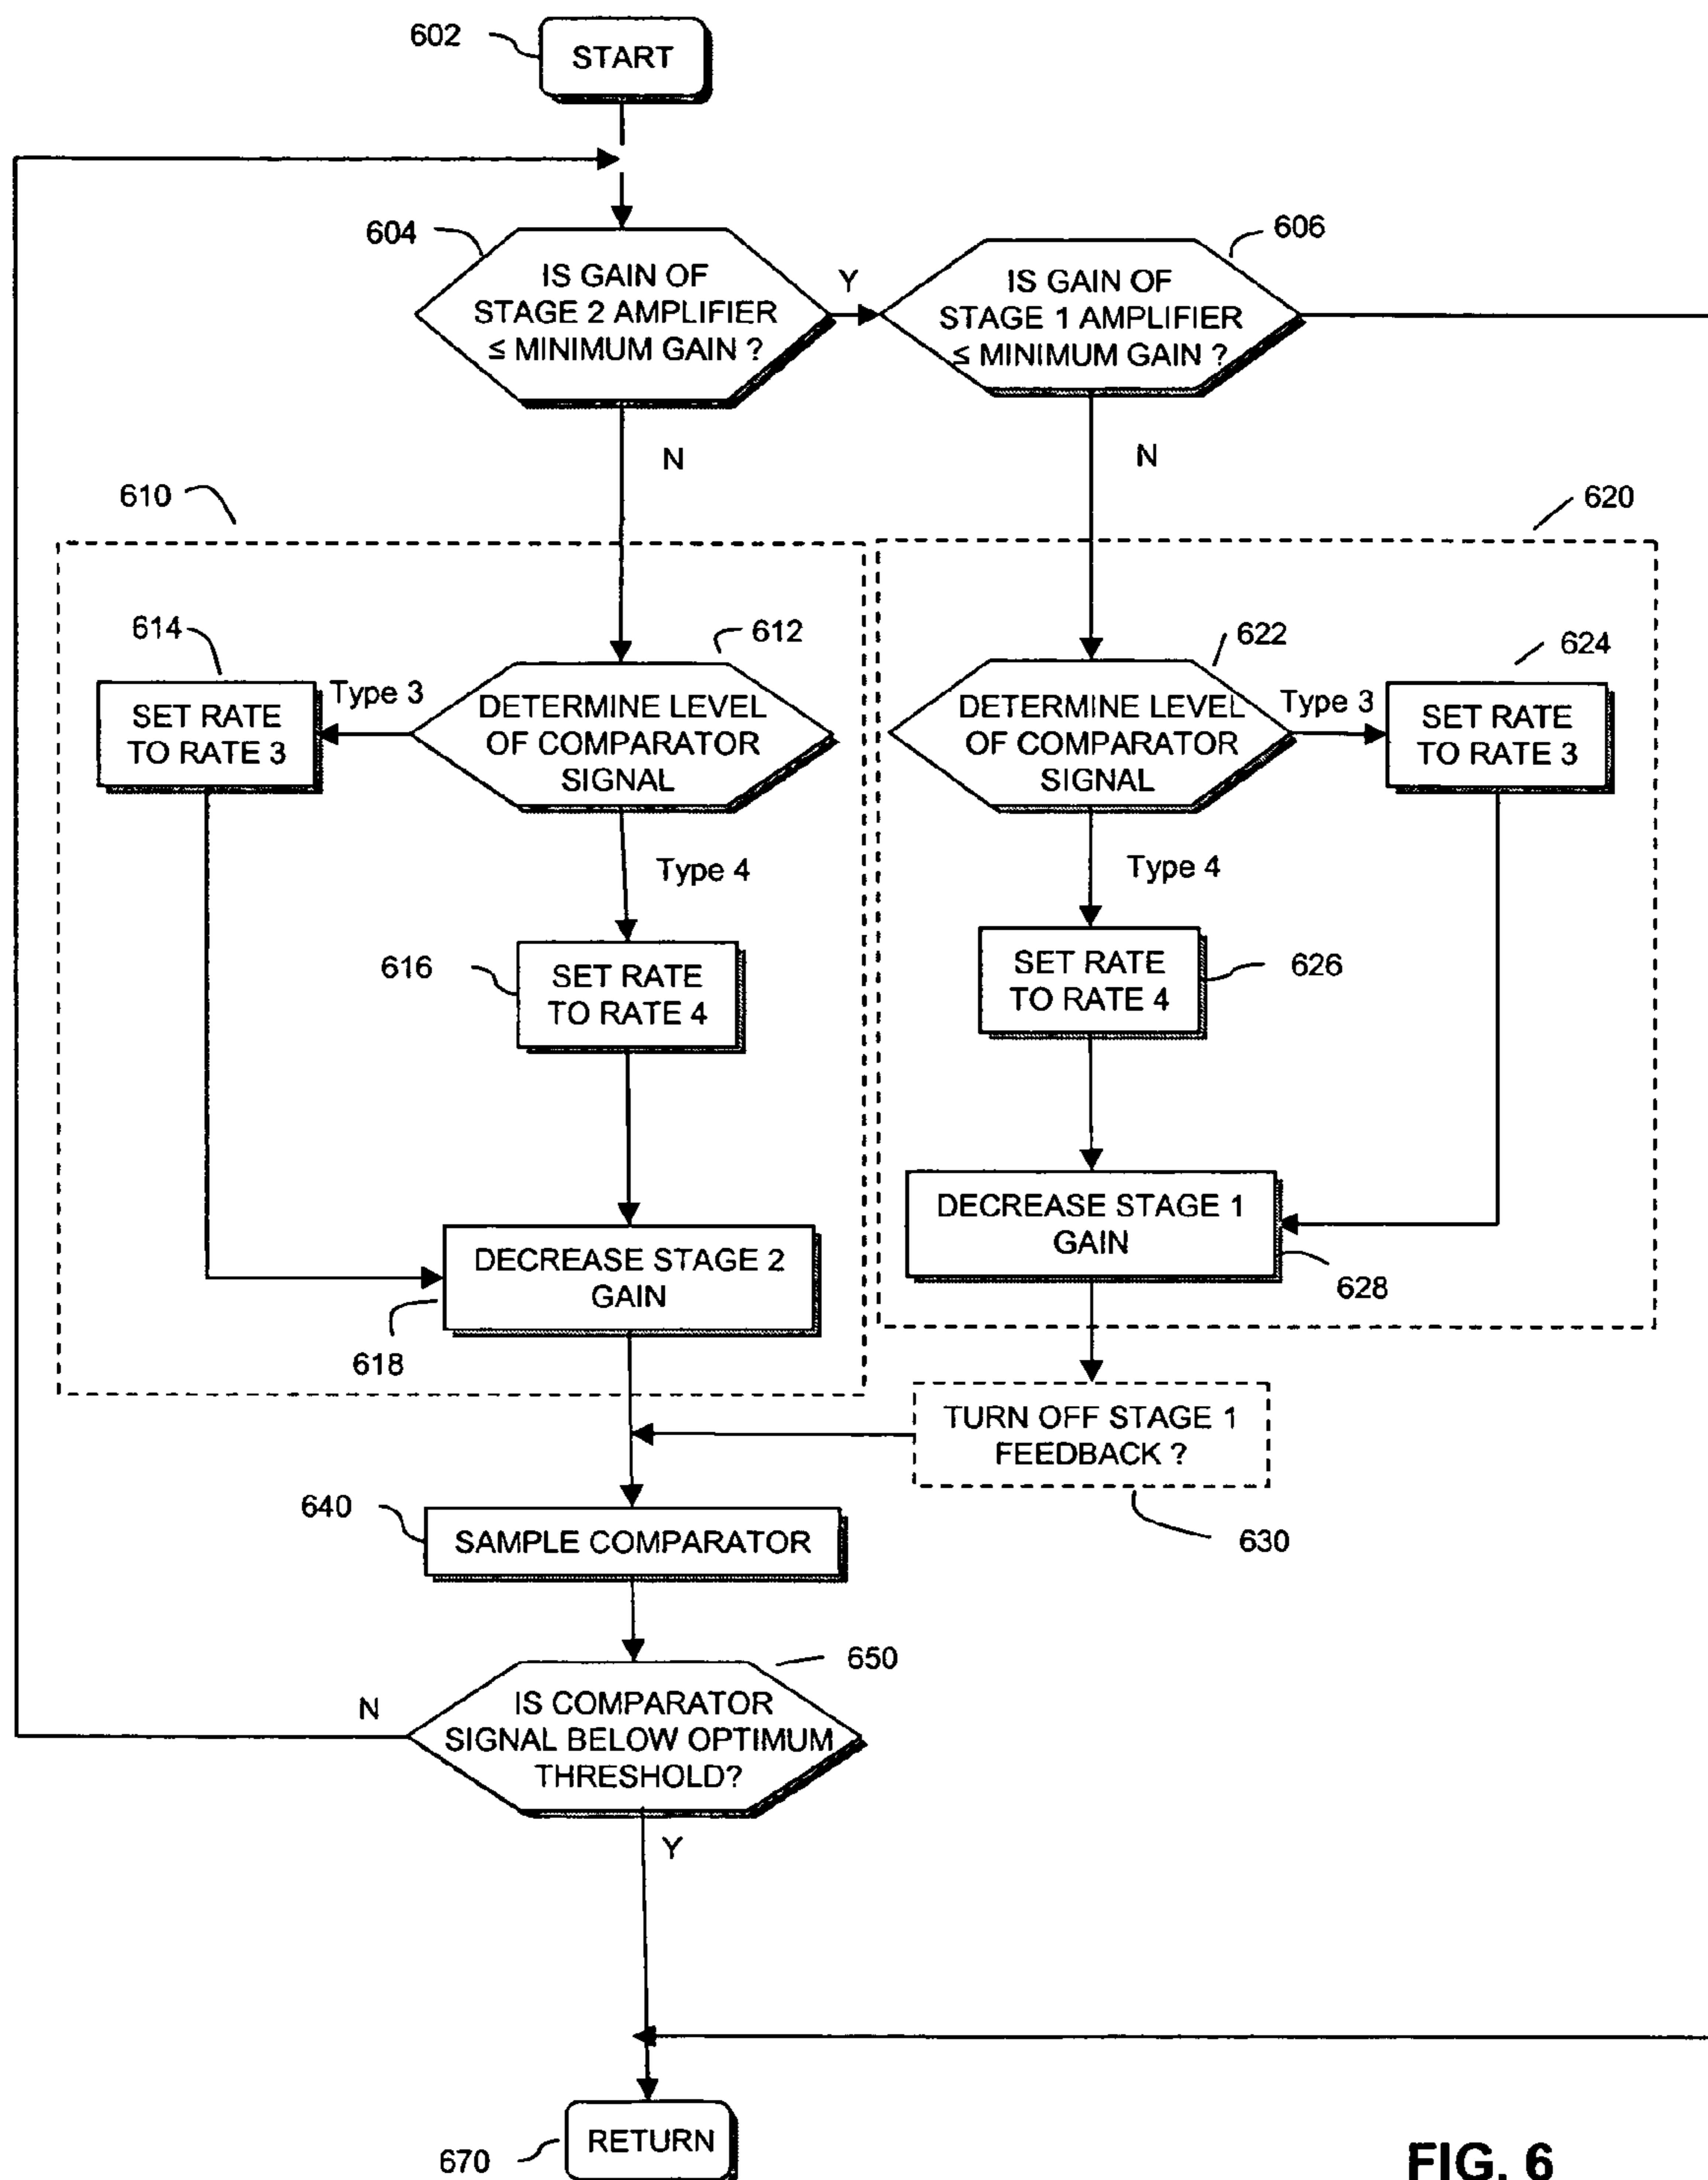 602
START
604
IS GAIN OF
STAGE 2 AMPLIFIER
≤ MINIMUM GAIN ?
Y
606
IS GAIN OF
STAGE 1 AMPLIFIER
≤ MINIMUM GAIN ?
N
N
610
620
614
SET RATE
TO RATE 3
Type 3
612
DETERMINE LEVEL
OF COMPARATOR
SIGNAL
622
DETERMINE LEVEL
OF COMPARATOR
SIGNAL
Type 3
624
SET RATE
TO RATE 3
Type 4
Type 4
616
SET RATE
TO RATE 4
SET RATE
TO RATE 4
626
DECREASE STAGE 2
GAIN
618
DECREASE STAGE 1
GAIN
628
TURN OFF STAGE 1
FEEDBACK ?
630
640
SAMPLE COMPARATOR
650
N
IS COMPARATOR
SIGNAL BELOW OPTIMUM
THRESHOLD?
Y
670
RETURN
FIG. 6